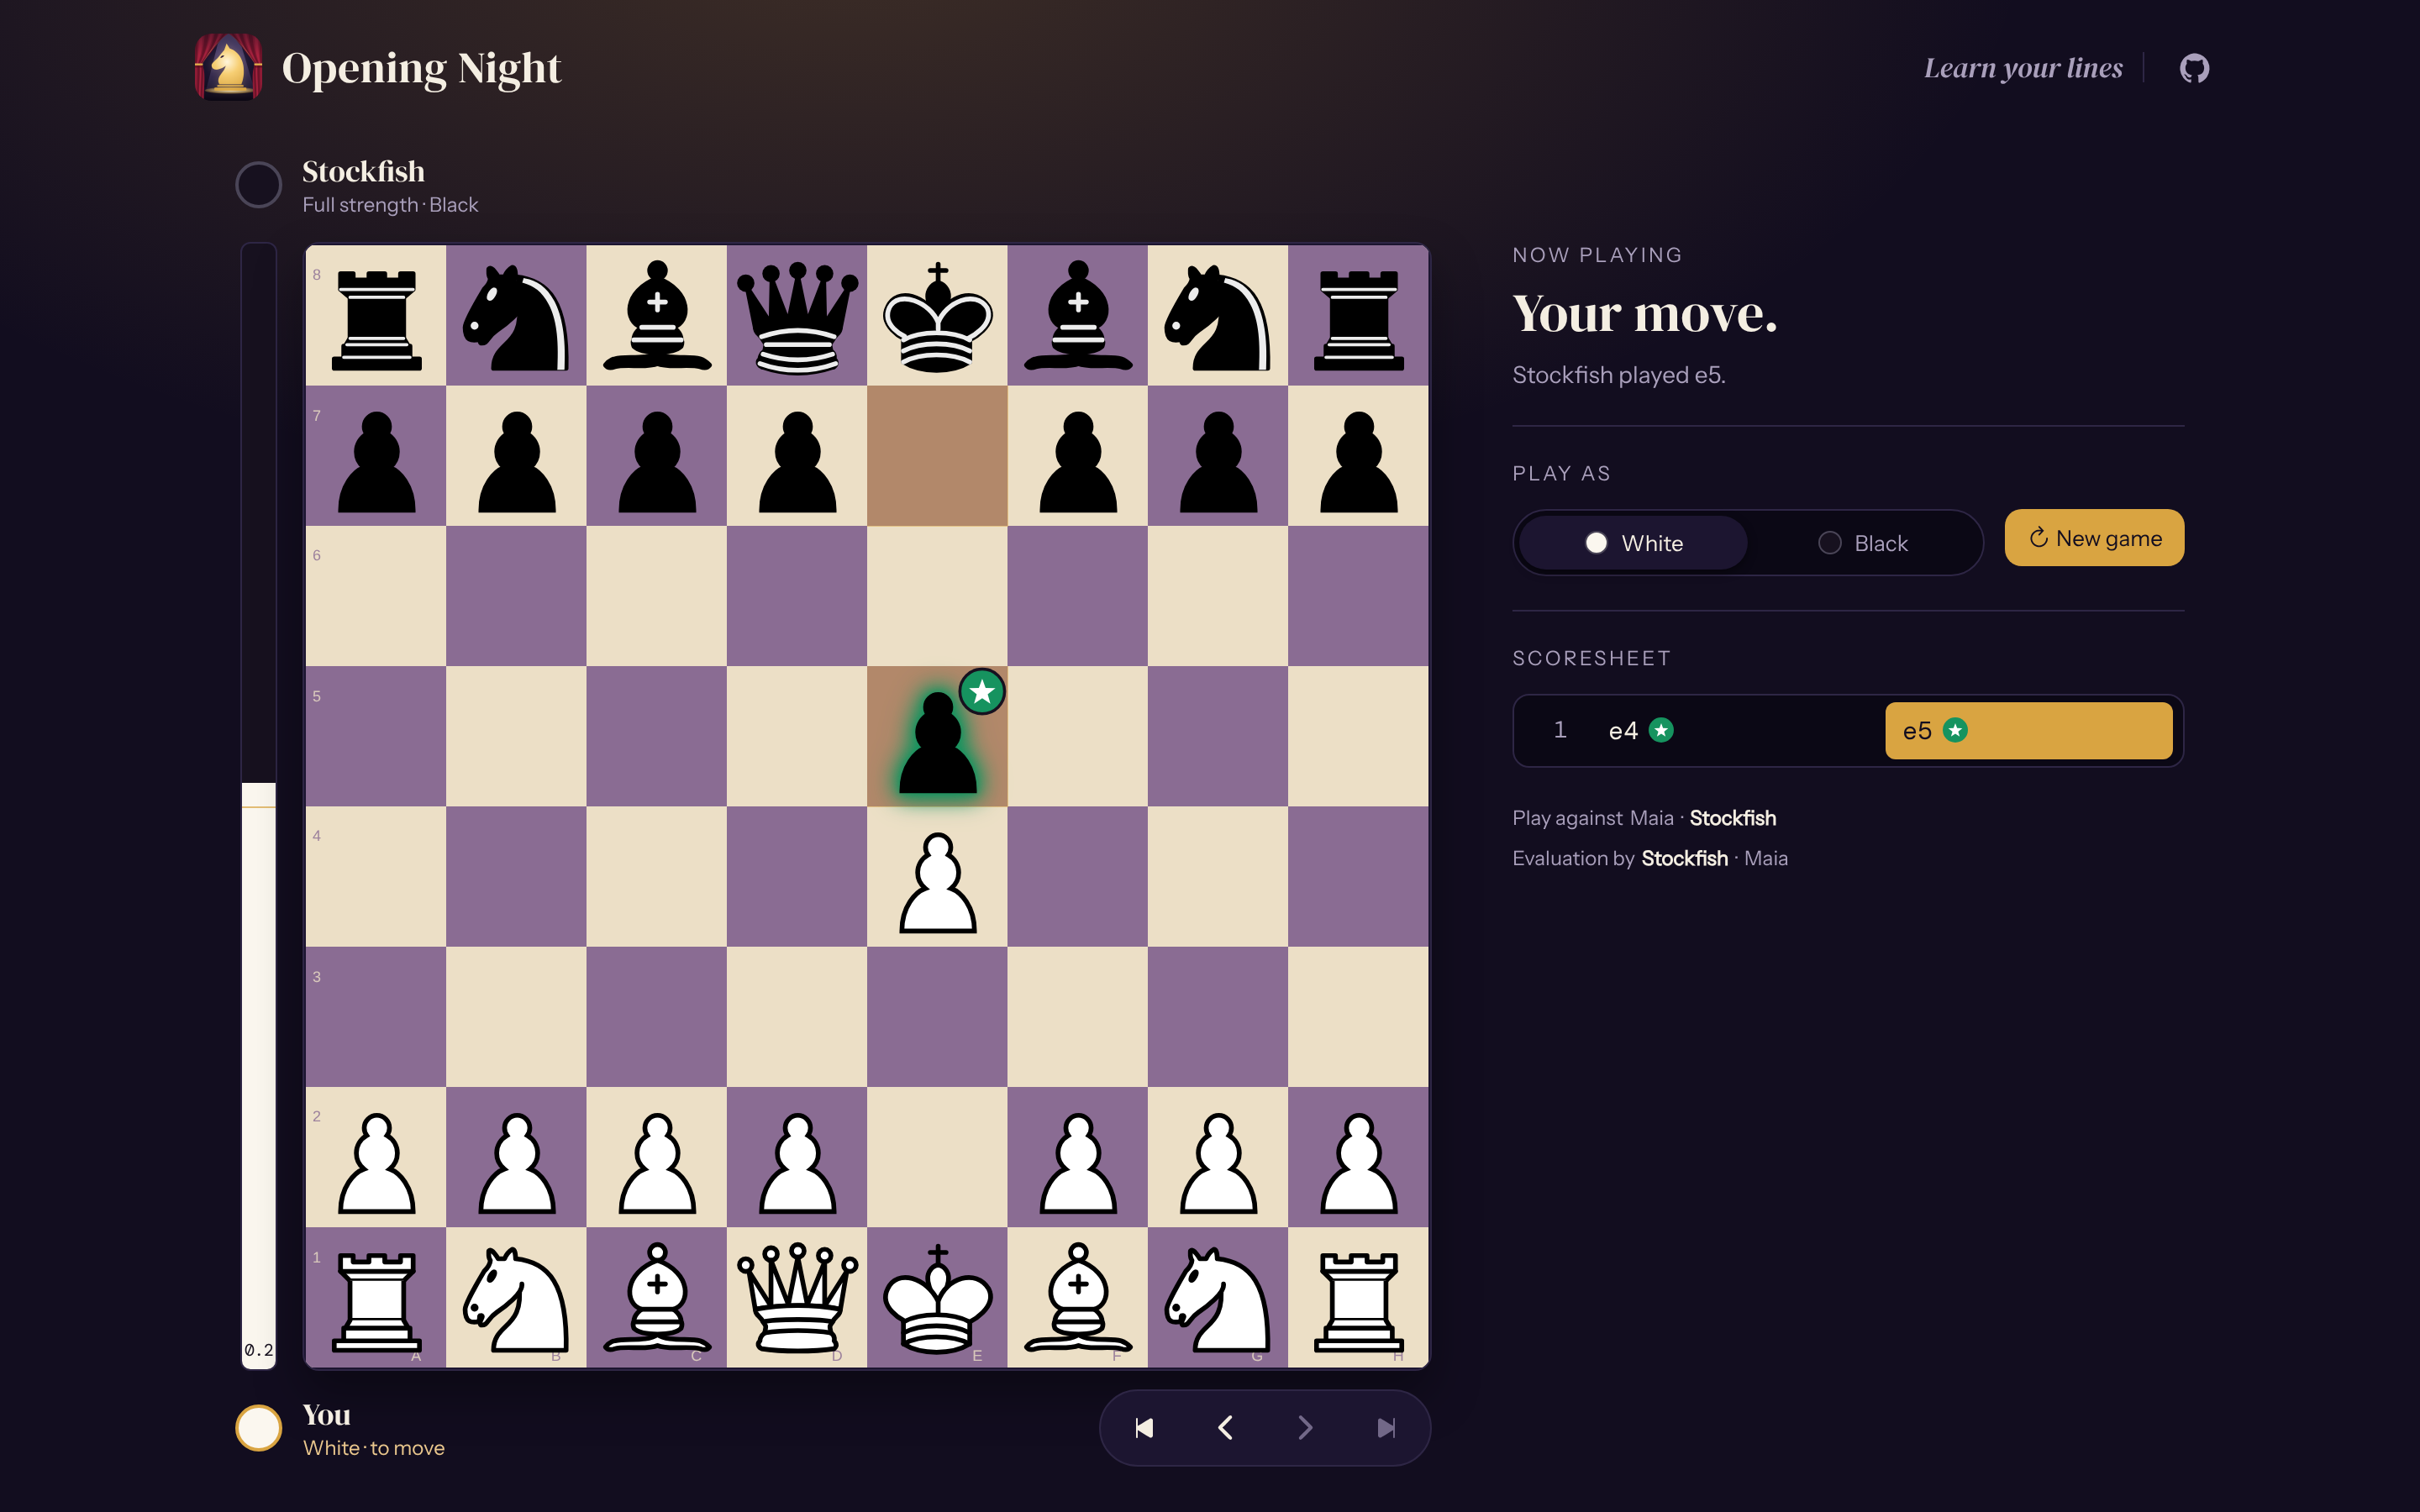 Opening Night
Learn your lines
Stockfish
Full strength · Black
NOW PLAYING
Your move.
Stockfish played e5.
PLAY AS
White
Black
New game
SCORESHEET
1 e4 e5
Play against Maia · Stockfish
Evaluation by Stockfish · Maia
8
7
6
5
4
3
2
1
A B C D E F G H
0.2
You
White · to move